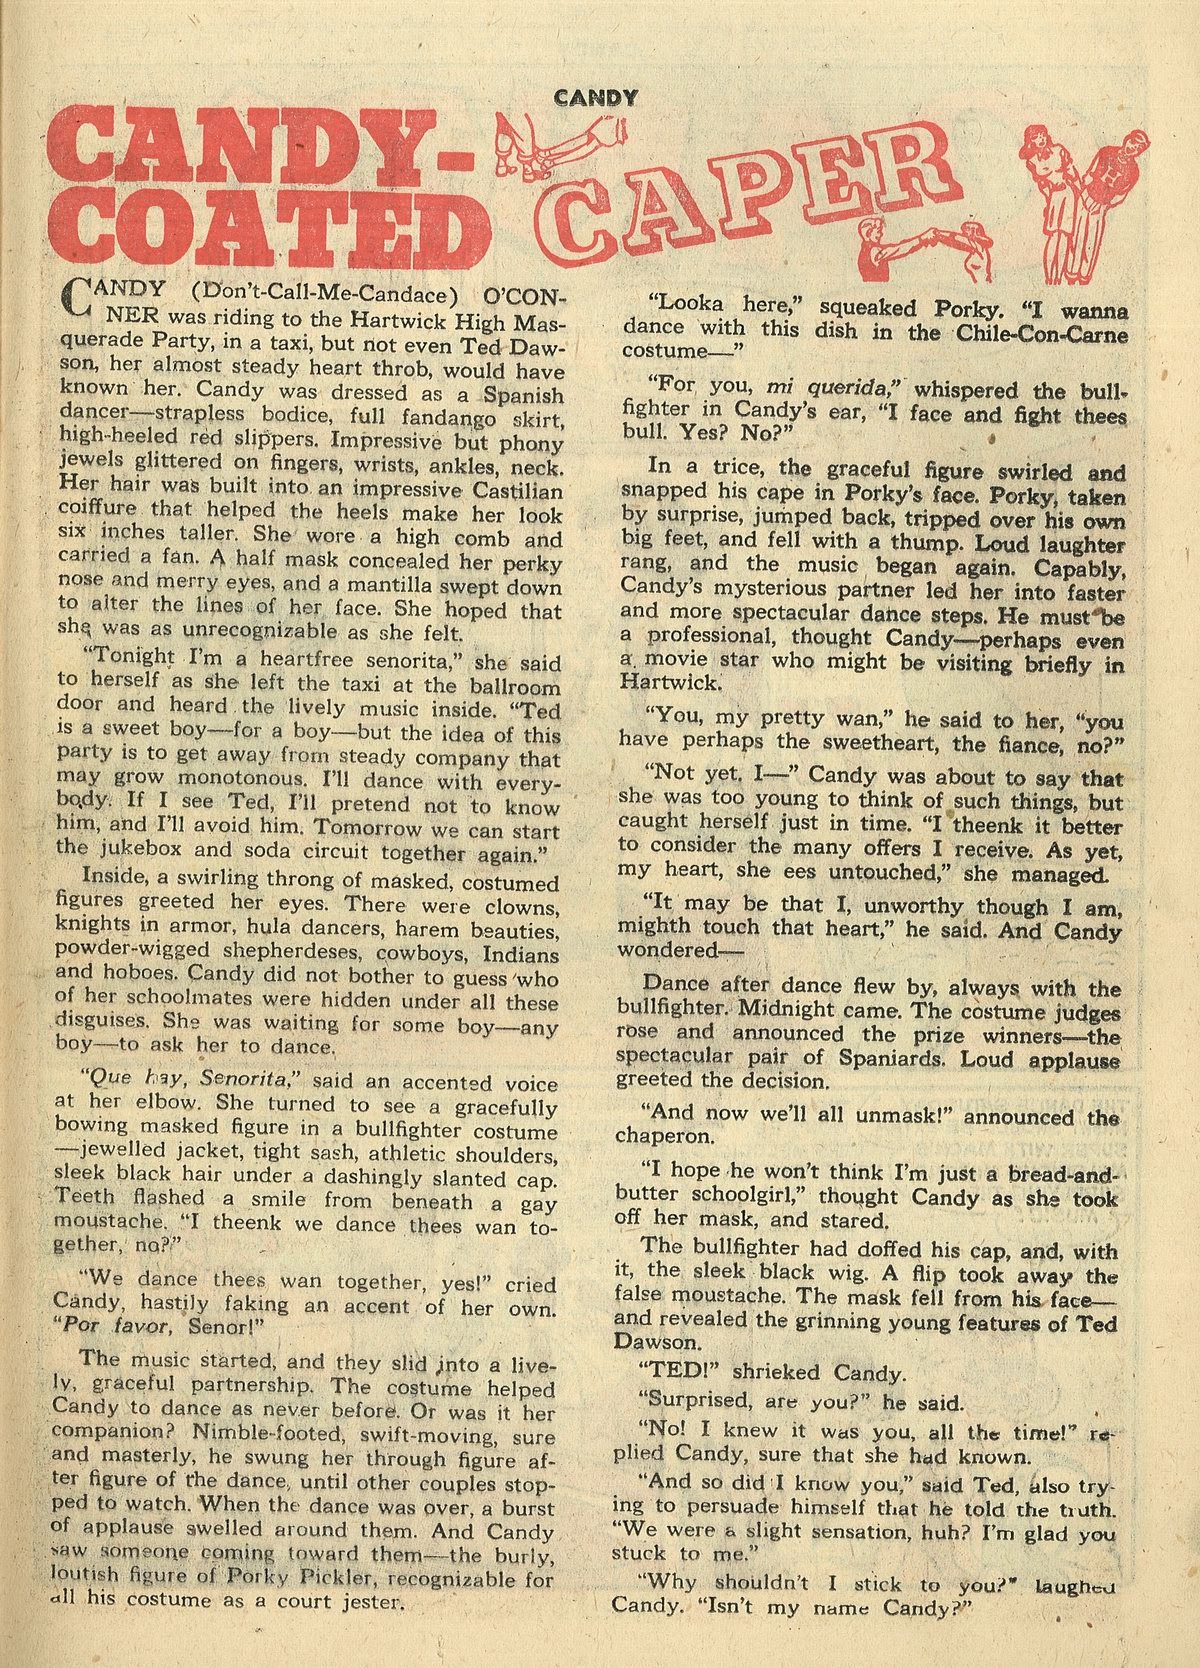 CANDY
CANDY-
COATED
CAPER
CANDY (Don't-Call-Me-Candace) O'CON-
NER was riding to the Hartwick High Mas-
querade Party, in a taxi, but not even Ted Daw-
son, her almost steady heart throb, would have
known her. Candy was dressed as a Spanish
dancer—strapless bodice, full fandango skirt,
high-heeled red slippers. Impressive but phony
jewels glittered on fingers, wrists, ankles, neck.
Her hair was built into an impressive Castilian
coiffure that helped the heels make her look
six inches taller. She wore a high comb and
carried a fan. A half mask concealed her perky
nose and merry eyes, and a mantilla swept down
to alter the lines of her face. She hoped that
she was as unrecognizable as she felt.
"Tonight I'm a heartfree senorita," she said
to herself as she left the taxi at the ballroom
door and heard the lively music inside. "Ted
is a sweet boy—for a boy—but the idea of this
party is to get away from steady company that
may grow monotonous. I'll dance with every-
body. If I see Ted, I'll pretend not to know
him, and I'll avoid him. Tomorrow we can start
the jukebox and soda circuit together again."
Inside, a swirling throng of masked, costumed
figures greeted her eyes. There were clowns,
knights in armor, hula dancers, harem beauties,
powder-wigged shepherdeses, cowboys, Indians
and hoboes. Candy did not bother to guess who
of her schoolmates were hidden under all these
disguises. She was waiting for some boy—any
boy—to ask her to dance.
"Que hay, Senorita," said an accented voice
at her elbow. She turned to see a gracefully
bowing masked figure in a bullfighter costume
—jewelled jacket, tight sash, athletic shoulders,
sleek black hair under a dashingly slanted cap.
Teeth flashed a smile from beneath a gay
moustache. "I theenk we dance thees wan to-
gether, no?"
"We dance thees wan together, yes!" cried
Candy, hastily faking an accent of her own.
"Por favor, Senor!"
The music started, and they slid into a live-
ly, graceful partnership. The costume helped
Candy to dance as never before. Or was it her
companion? Nimble-footed, swift-moving, sure
and masterly, he swung her through figure af-
ter figure of the dance, until other couples stop-
ped to watch. When the dance was over, a burst
of applause swelled around them. And Candy
saw someone coming toward them—the burly,
loutish figure of Porky Pickler, recognizable for
all his costume as a court jester.
"Looka here," squeaked Porky. "I wanna
dance with this dish in the Chile-Con-Carne
costume—"
"For you, mi querida," whispered the bull-
fighter in Candy's ear, "I face and fight thees
bull. Yes? No?"
In a trice, the graceful figure swirled and
snapped his cape in Porky's face. Porky, taken
by surprise, jumped back, tripped over his own
big feet, and fell with a thump. Loud laughter
rang, and the music began again. Capably,
Candy's mysterious partner led her into faster
and more spectacular dance steps. He must be
a professional, thought Candy—perhaps even
a movie star who might be visiting briefly in
Hartwick.
"You, my pretty wan," he said to her, "you
have perhaps the sweetheart, the fiance, no?"
"Not yet. I—" Candy was about to say that
she was too young to think of such things, but
caught herself just in time. "I theenk it better
to consider the many offers I receive. As yet,
my heart, she ees untouched," she managed.
"It may be that I, unworthy though I am,
mighth touch that heart," he said. And Candy
wondered—
Dance after dance flew by, always with the
bullfighter. Midnight came. The costume judges
rose and announced the prize winners—the
spectacular pair of Spaniards. Loud applause
greeted the decision.
"And now we'll all unmask!" announced the
chaperon.
"I hope he won't think I'm just a bread-and-
butter schoolgirl," thought Candy as she took
off her mask, and stared.
The bullfighter had doffed his cap, and, with
it, the sleek black wig. A flip took away the
false moustache. The mask fell from his face—
and revealed the grinning young features of Ted
Dawson.
"TED!" shrieked Candy.
"Surprised, are you?" he said.
"No! I knew it was you, all the time!" re-
plied Candy, sure that she had known.
"And so did I know you," said Ted, also try-
ing to persuade himself that he told the truth.
"We were a slight sensation, huh? I'm glad you
stuck to me."
"Why shouldn't I stick to you?" laughed
Candy. "Isn't my name Candy?"